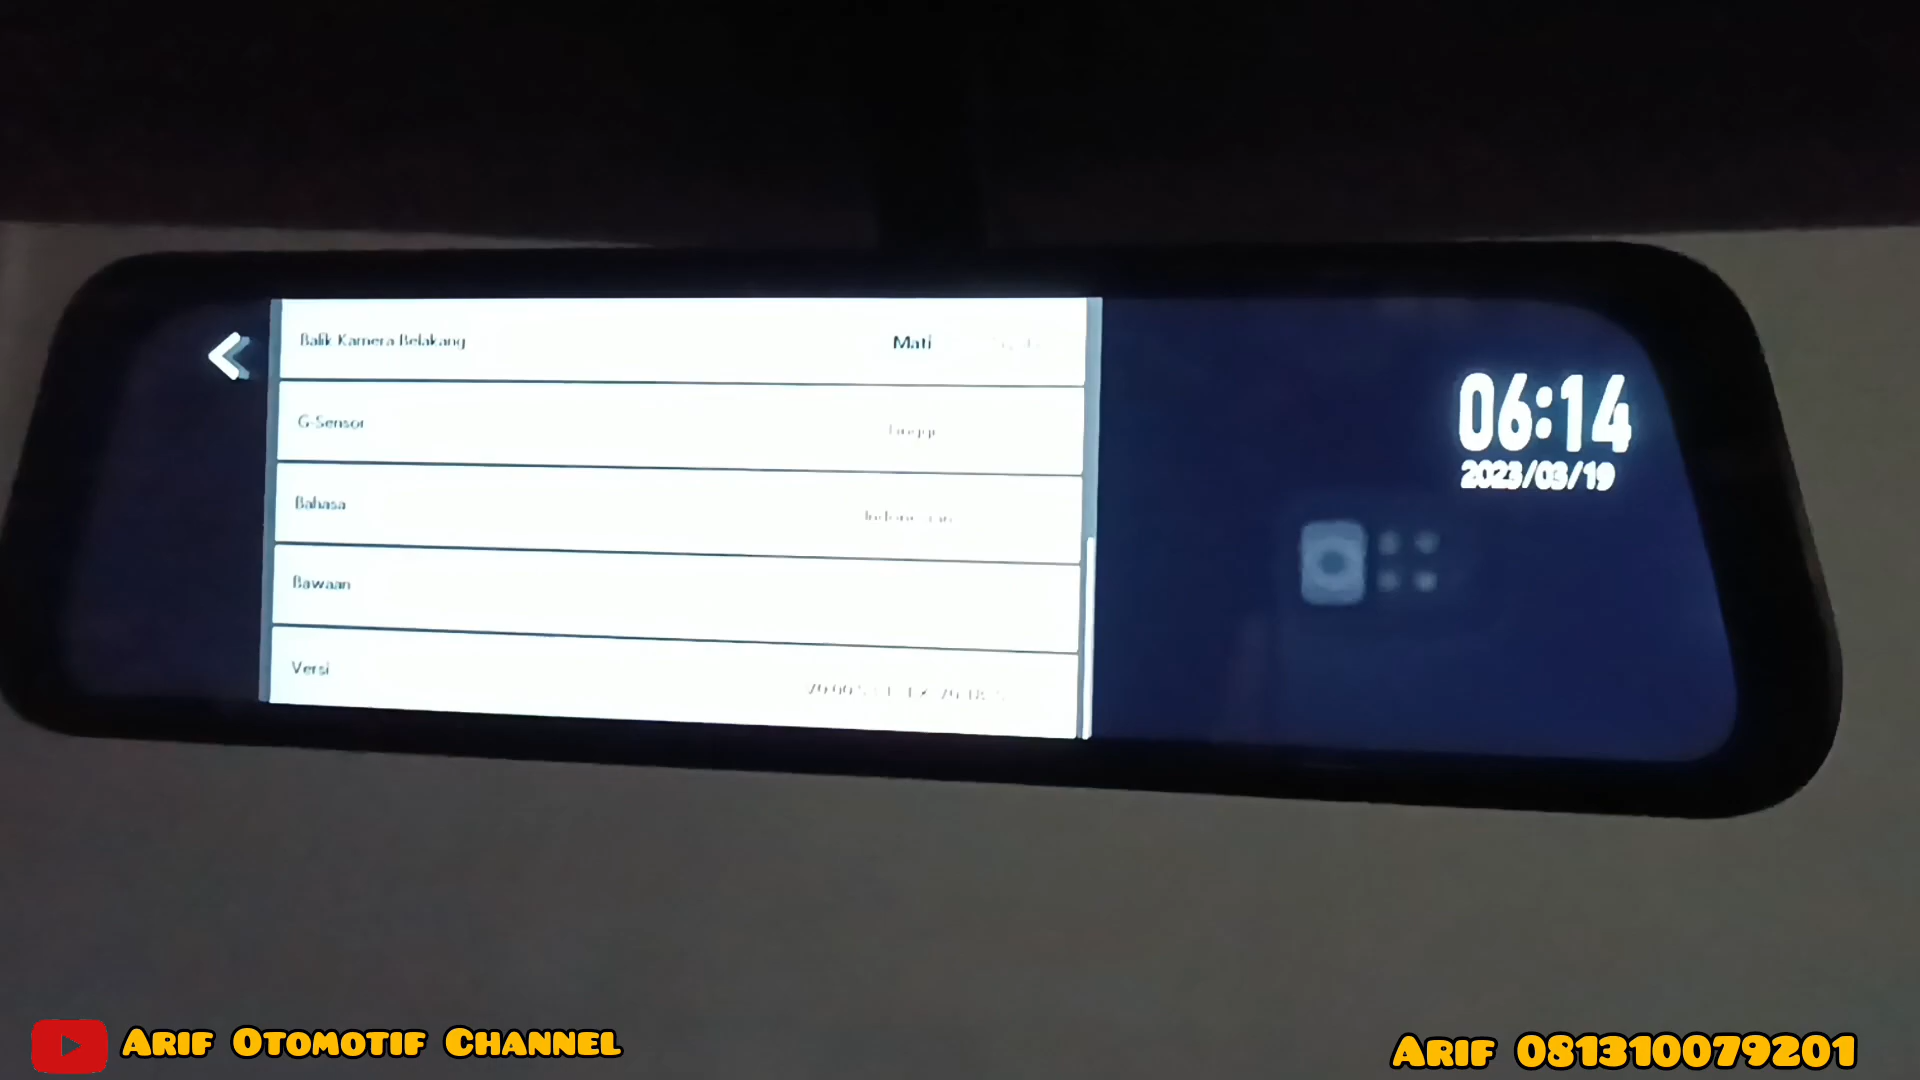 Balik Kamera Belakang Mati
G-Sensor
Bahasa
Bawaan
Versi
06:14
2023/03/19
Arif Otomotif Channel
Arif 081310079201